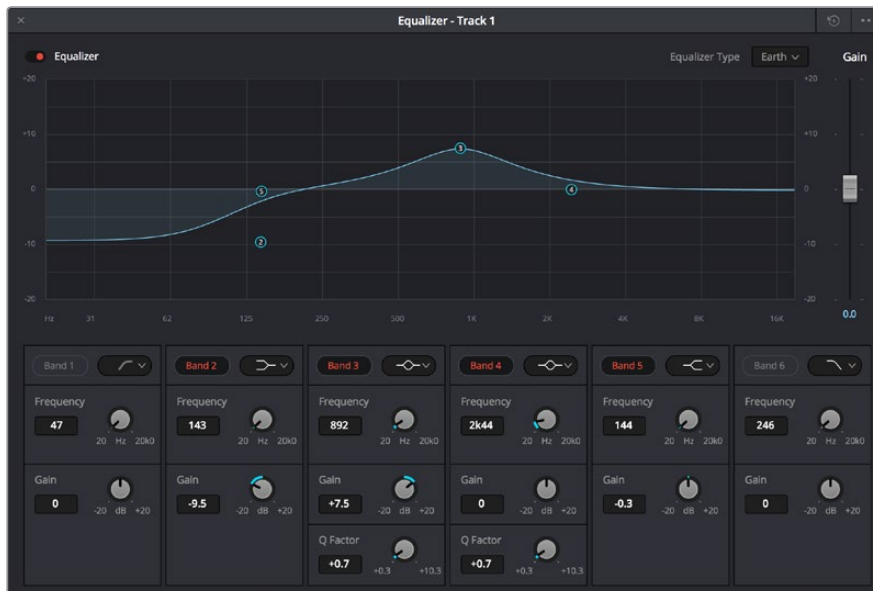 Equalizer - Track 1
Equalizer
Equalizer Type Earth Gain
+20 +20
+10 +10
3
0 5 4 0
2
-10 -10
-20 -20
Hz 31 62 125 250 500 1K 2K 4K 8K 16K 0.0
Band 1 Band 2 Band 3 Band 4 Band 5 Band 6
Frequency Frequency Frequency Frequency Frequency Frequency
47 143 892 2k44 144 246
20 Hz 20k0 20 Hz 20k0 20 Hz 20k0 20 Hz 20k0 20 Hz 20k0 20 Hz 20k0
Gain Gain Gain Gain Gain Gain
0 -9.5 +7.5 0 -0.3 0
-20 dB +20 -20 dB +20 -20 dB +20 -20 dB +20 -20 dB +20 -20 dB +20
Q Factor Q Factor
+0.7 +0.7
+0.3 +10.3 +0.3 +10.3